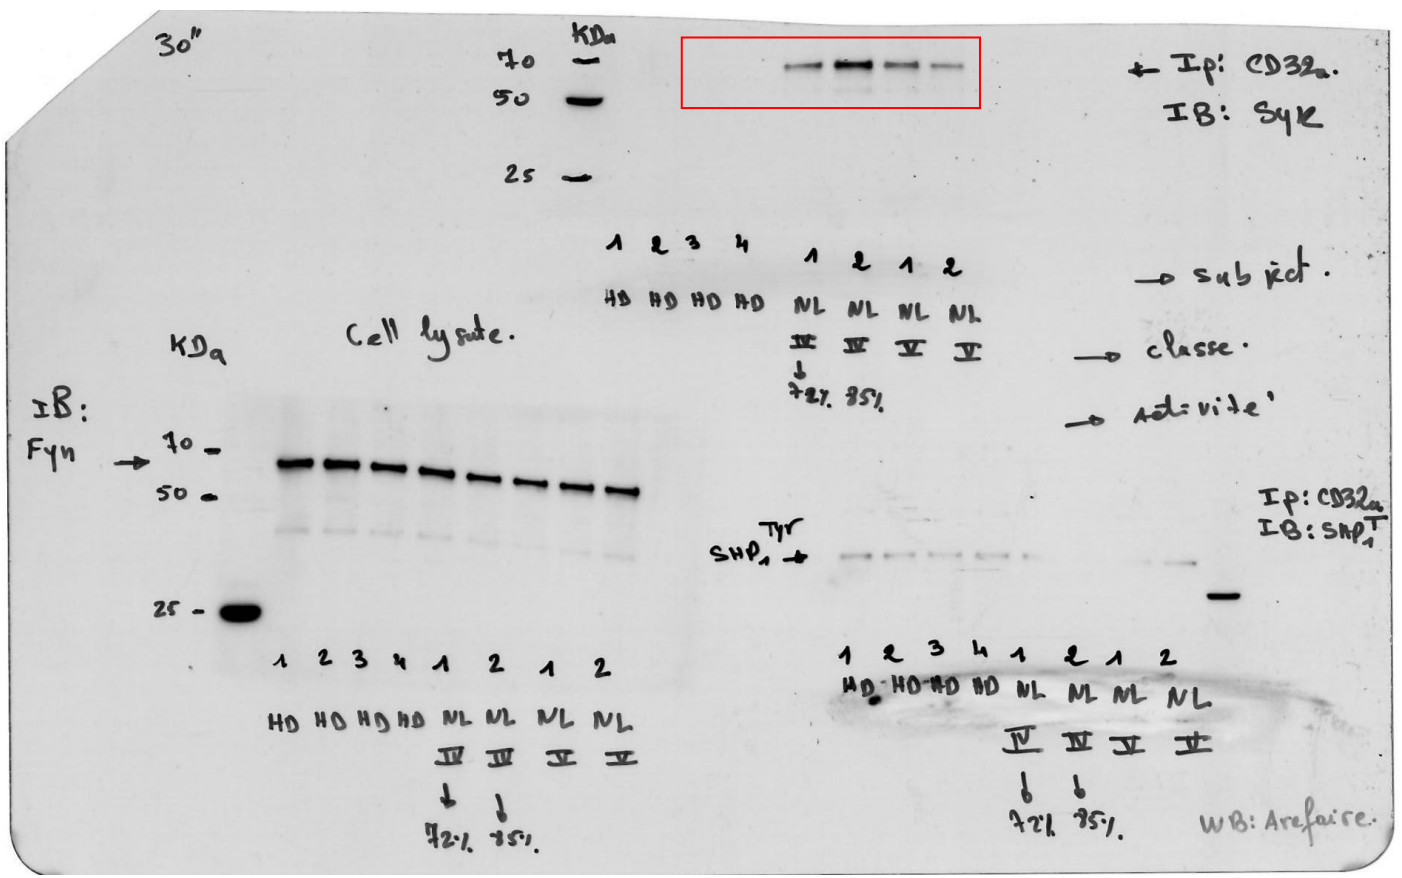 30"
KDa
70 –
50
25 –
← Ip: CD32a.
IB: Syk
1 2 3 4 1 2 1 2
→ subject.
HD HD HD HD NL NL NL NL
IV IV V V
→ classe.
↓
72% 85%
→ Activité
Cell lysate.
KDa
IB:
Fyn →
70 –
50 –
25 –
Ip: CD32a
IB: SHP1 T
Tyr
SHP1 →
1 2 3 4 1 2 1 2
HD HD HD HD NL NL NL NL
IV IV V V
↓ ↓
72% 85%
1 2 3 4 1 2 1 2
HD HD HD HD NL NL NL NL
IV IV V V
↓ ↓
72% 85%
WB: Arefaire.